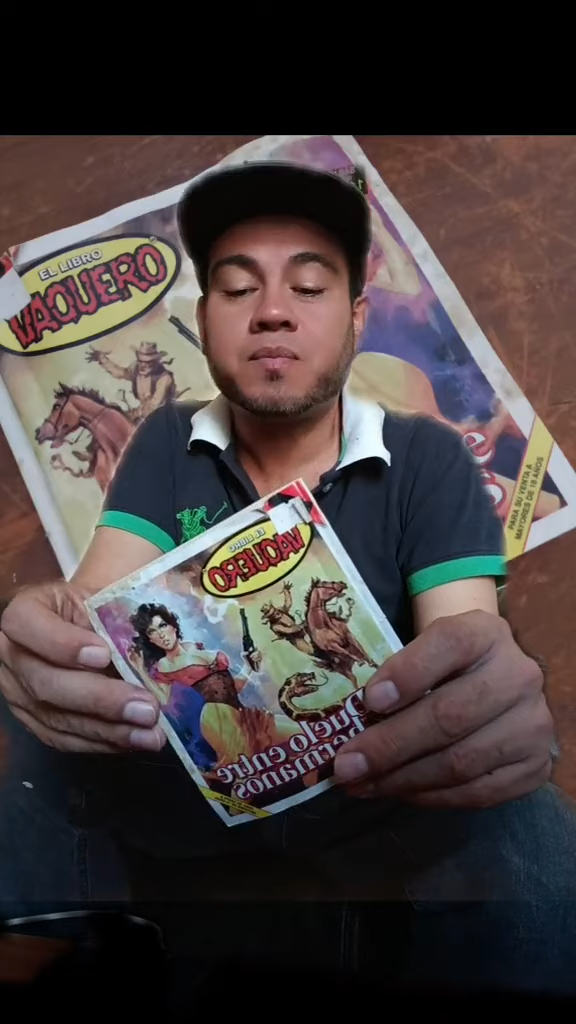 EL LIBRO
VAQUERO
e
PARA SU VENTA A
MAYORES DE 18 AÑOS
EL LIBRO
VAQUERO
Duelo entre
hermanos